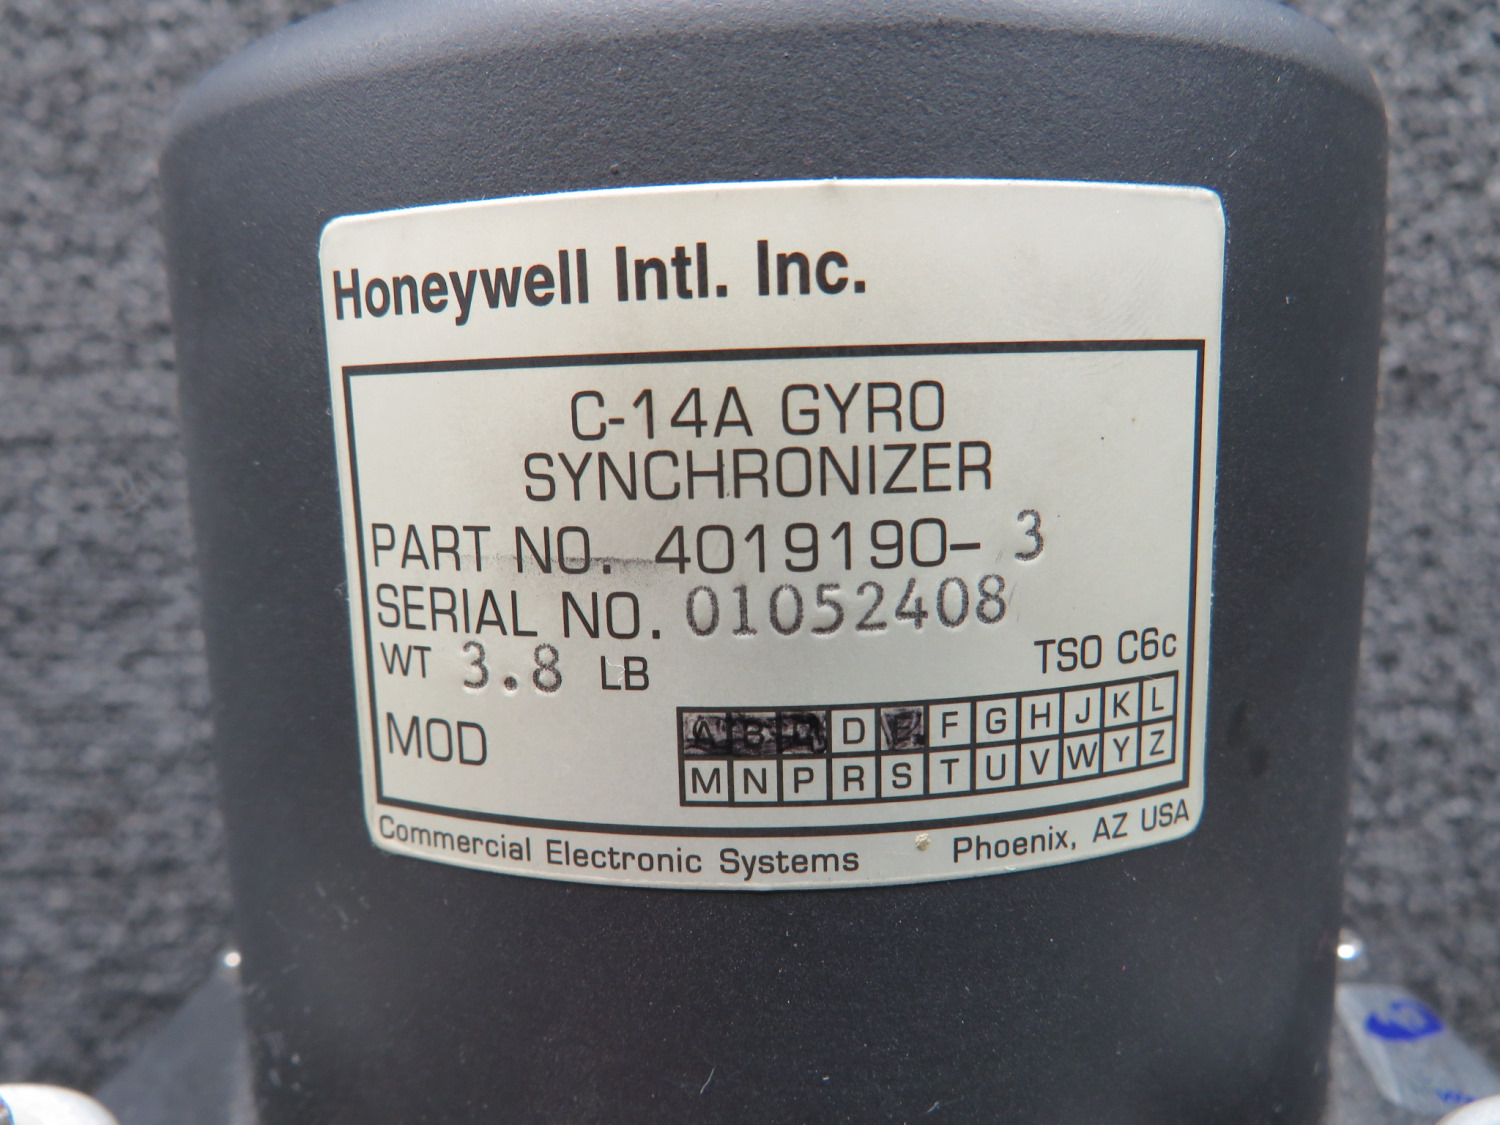 Honeywell Intl. Inc.
C-14A GYRO
SYNCHRONIZER
PART NO. 4019190- 3
SERIAL NO. 01052408
WT 3.8 LB
TSO C6c
MOD
A B C D E F G H J K L
M N P R S T U V W Y Z
Commercial Electronic Systems Phoenix, AZ USA